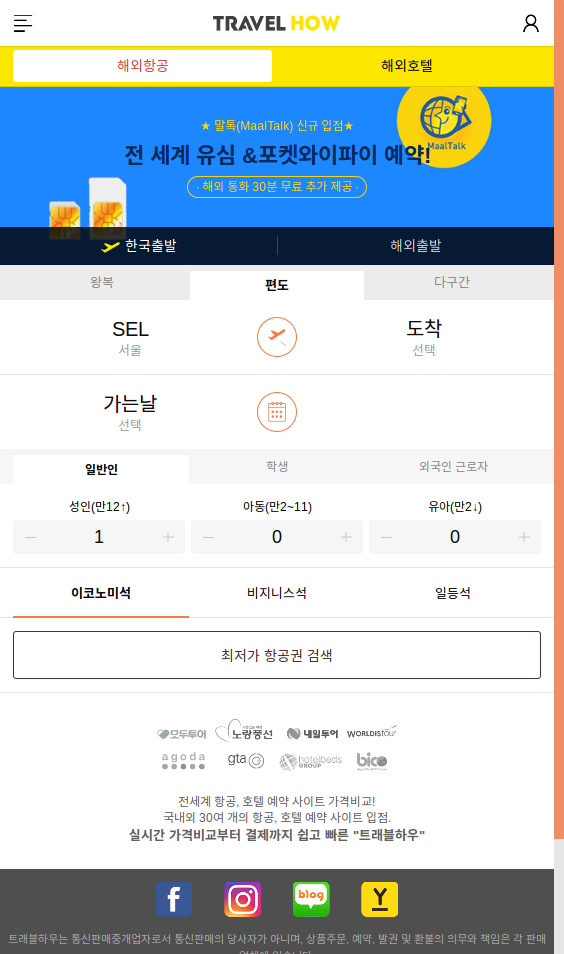 TRAVEL HOW
해외항공 해외호텔
★ 말톡(MaalTalk) 신규 입점★
전 세계 유심 &포켓와이파이 예약!
· 해외 통화 30분 무료 추가 제공 ·
MaalTalk
한국출발 해외출발
왕복 편도 다구간
SEL 도착
서울 선택
가는날
선택
일반인 학생 외국인 근로자
성인(만12↑) 아동(만2~11) 유아(만2↓)
1 0 0
이코노미석 비지니스석 일등석
최저가 항공권 검색
모두투어 노랑풍선 내일투어 WORLDISTOUR
agoda gta hotelbeds GROUP bico
전세계 항공, 호텔 예약 사이트 가격비교!
국내외 30여 개의 항공, 호텔 예약 사이트 입점.
실시간 가격비교부터 결제까지 쉽고 빠른 "트래블하우"
blog
트래블하우는 통신판매중개업자로서 통신판매의 당사자가 아니며, 상품주문, 예약, 발권 및 환불의 의무와 책임은 각 판매